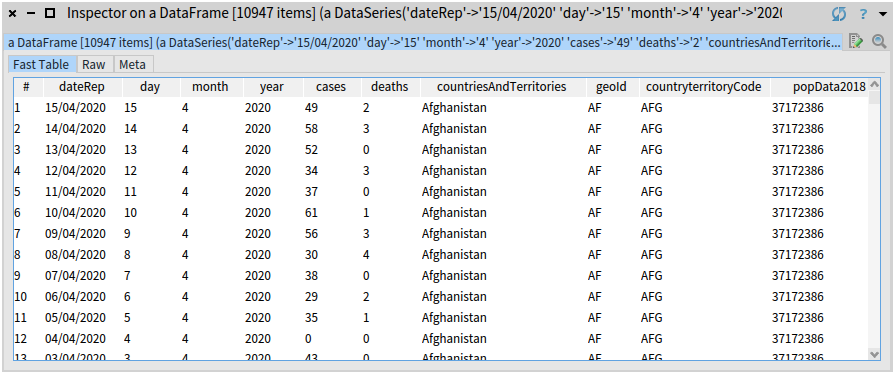 Inspector on a DataFrame [10947 items] (a DataSeries('dateRep'->'15/04/2020' 'day'->'15' 'month'->'4' 'year'->'2020
a DataFrame [10947 items] (a DataSeries('dateRep'->'15/04/2020' 'day'->'15' 'month'->'4' 'year'->'2020' 'cases'->'49' 'deaths'->'2' 'countriesAndTerritorie...
Fast Table Raw Meta
# dateRep day month year cases deaths countriesAndTerritories geoId countryterritoryCode popData2018
1 15/04/2020 15 4 2020 49 2 Afghanistan AF AFG 37172386
2 14/04/2020 14 4 2020 58 3 Afghanistan AF AFG 37172386
3 13/04/2020 13 4 2020 52 0 Afghanistan AF AFG 37172386
4 12/04/2020 12 4 2020 34 3 Afghanistan AF AFG 37172386
5 11/04/2020 11 4 2020 37 0 Afghanistan AF AFG 37172386
6 10/04/2020 10 4 2020 61 1 Afghanistan AF AFG 37172386
7 09/04/2020 9 4 2020 56 3 Afghanistan AF AFG 37172386
8 08/04/2020 8 4 2020 30 4 Afghanistan AF AFG 37172386
9 07/04/2020 7 4 2020 38 0 Afghanistan AF AFG 37172386
10 06/04/2020 6 4 2020 29 2 Afghanistan AF AFG 37172386
11 05/04/2020 5 4 2020 35 1 Afghanistan AF AFG 37172386
12 04/04/2020 4 4 2020 0 0 Afghanistan AF AFG 37172386
13 03/04/2020 3 4 2020 43 0 Afghanistan AF AFG 37172386